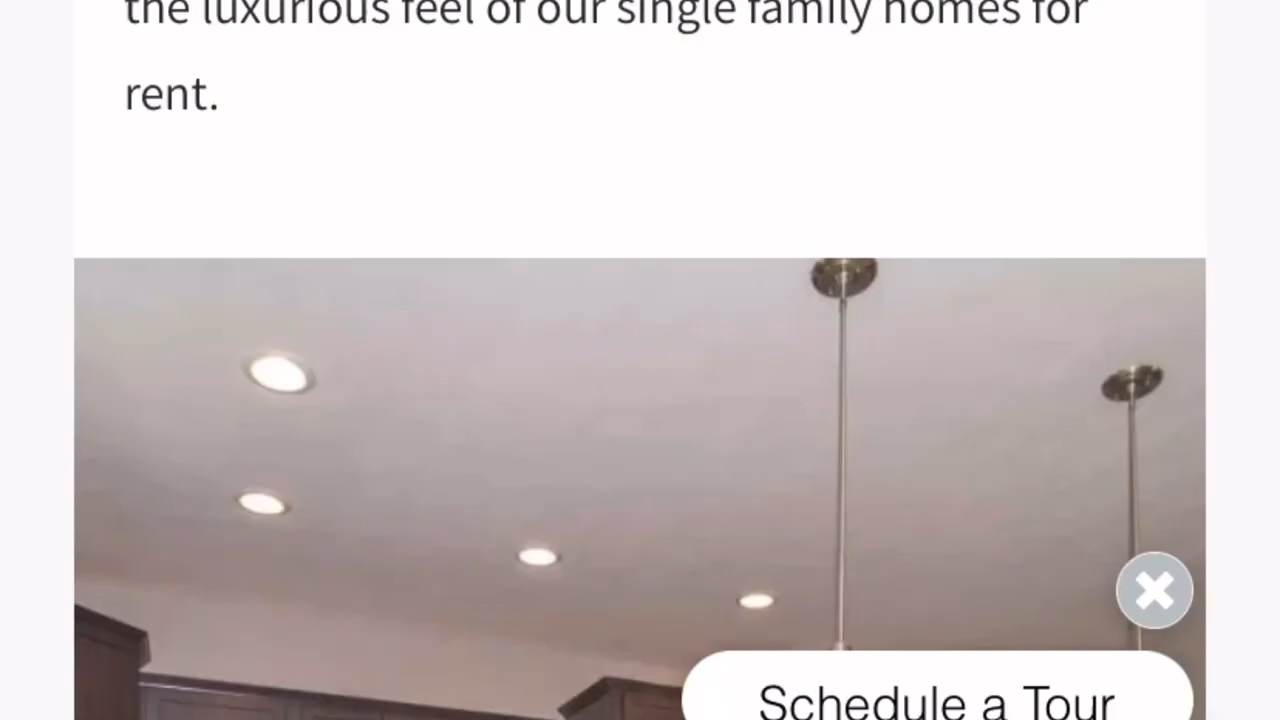 the luxurious feel of our single family homes for
rent.
Schedule a Tour